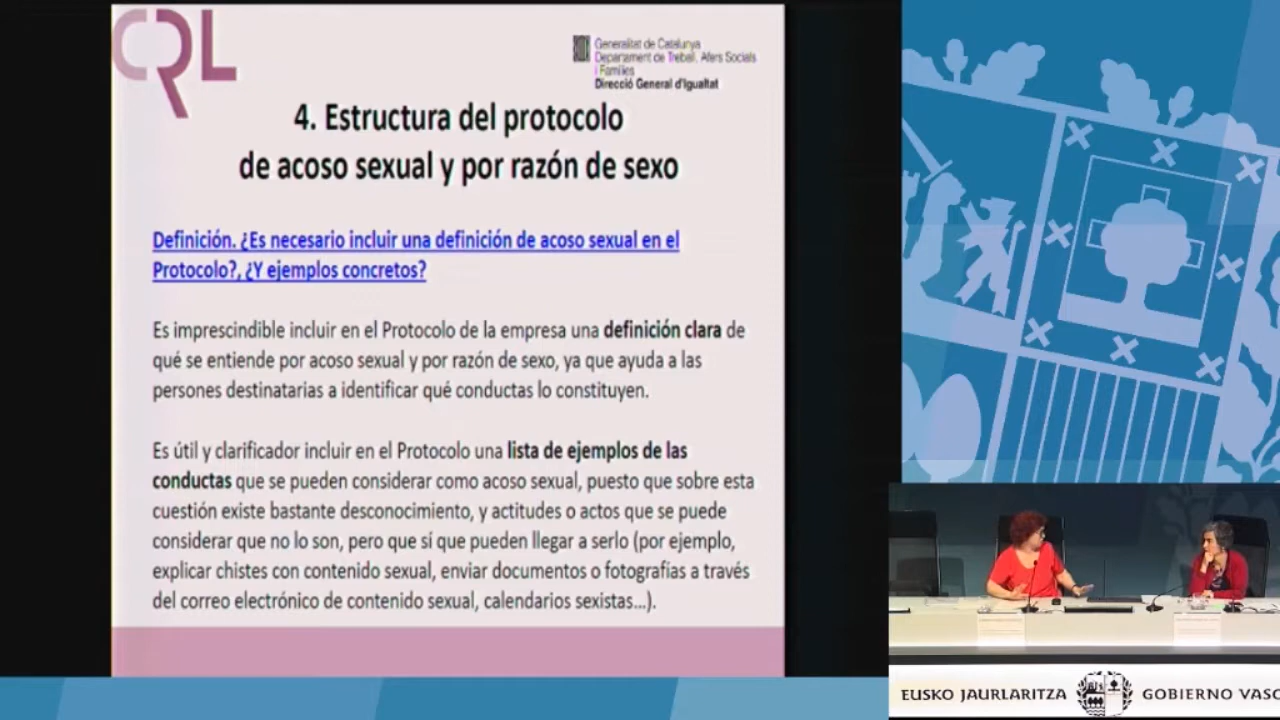 CRL
Generalitat de Catalunya
Departament de Treball, Afers Socials
i Famílies
Direcció General d'Igualtat
4. Estructura del protocolo
de acoso sexual y por razón de sexo
Definición. ¿Es necesario incluir una definición de acoso sexual en el
Protocolo?, ¿Y ejemplos concretos?
Es imprescindible incluir en el Protocolo de la empresa una definición clara de
qué se entiende por acoso sexual y por razón de sexo, ya que ayuda a las
personas destinatarias a identificar qué conductas lo constituyen.
Es útil y clarificador incluir en el Protocolo una lista de ejemplos de las
conductas que se pueden considerar como acoso sexual, puesto que sobre esta
cuestión existe bastante desconocimiento, y actitudes o actos que se puede
considerar que no lo son, pero que sí que pueden llegar a serlo (por ejemplo,
explicar chistes con contenido sexual, enviar documentos o fotografías a través
del correo electrónico de contenido sexual, calendarios sexistas...).
EUSKO JAURLARITZA GOBIERNO VASC